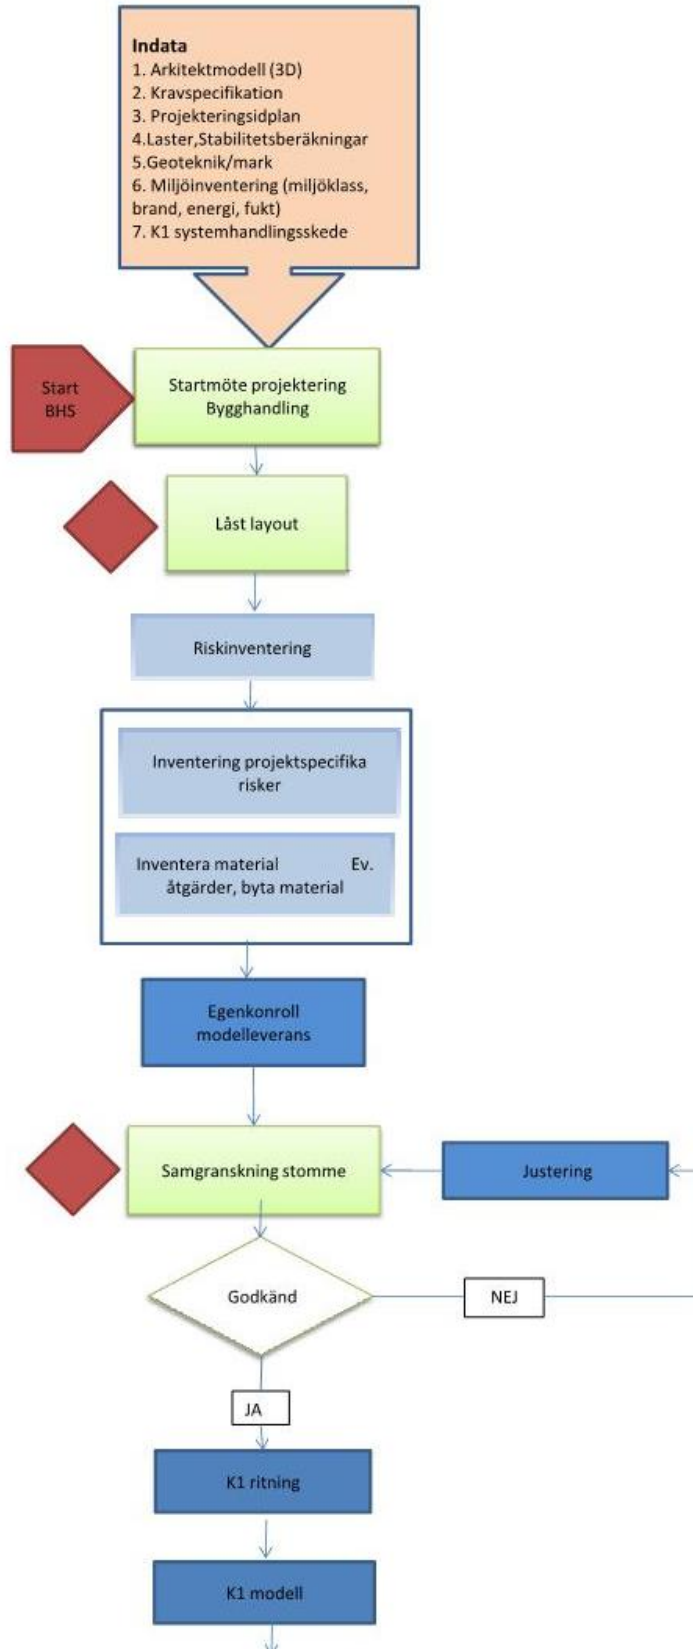 Indata
1. Arkitektmodell (3D)
2. Kravspecifikation
3. Projekteringsidplan
4.Laster,Stabilitetsberäkningar
5.Geoteknik/mark
6. Miljöinventering (miljöklass,
brand, energi, fukt)
7. K1 systemhandlingsskede
Start
BHS
Startmöte projektering
Bygghandling
Låst layout
Riskinventering
Inventering projektspecifika
risker
Inventera material Ev.
åtgärder, byta material
Egenkonroll
modelleverans
Samgranskning stomme
Justering
Godkänd
NEJ
JA
K1 ritning
K1 modell